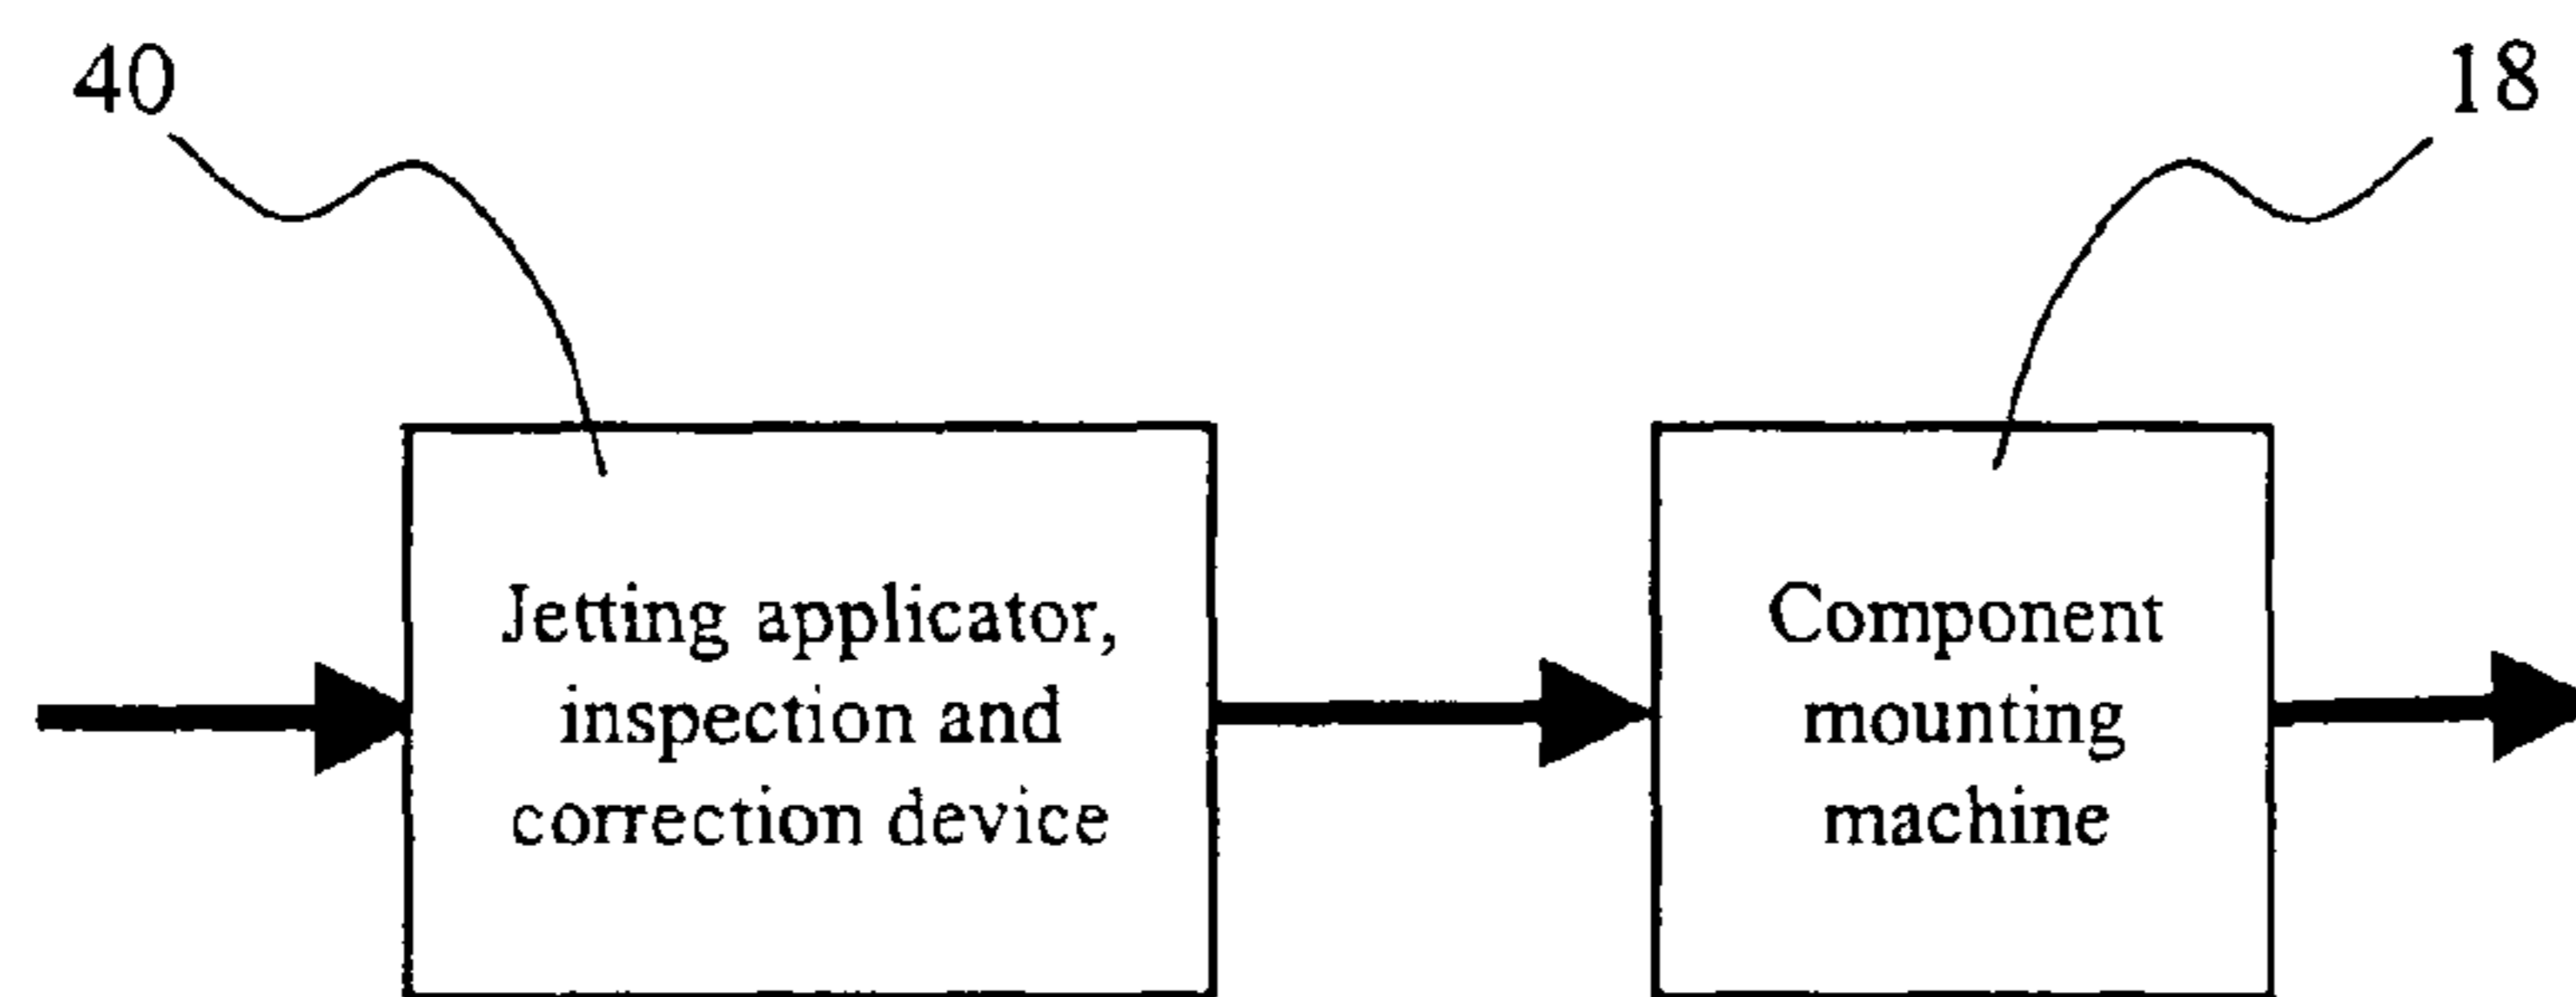 40
18
Jetting applicator,
inspection and
correction device
Component
mounting
machine